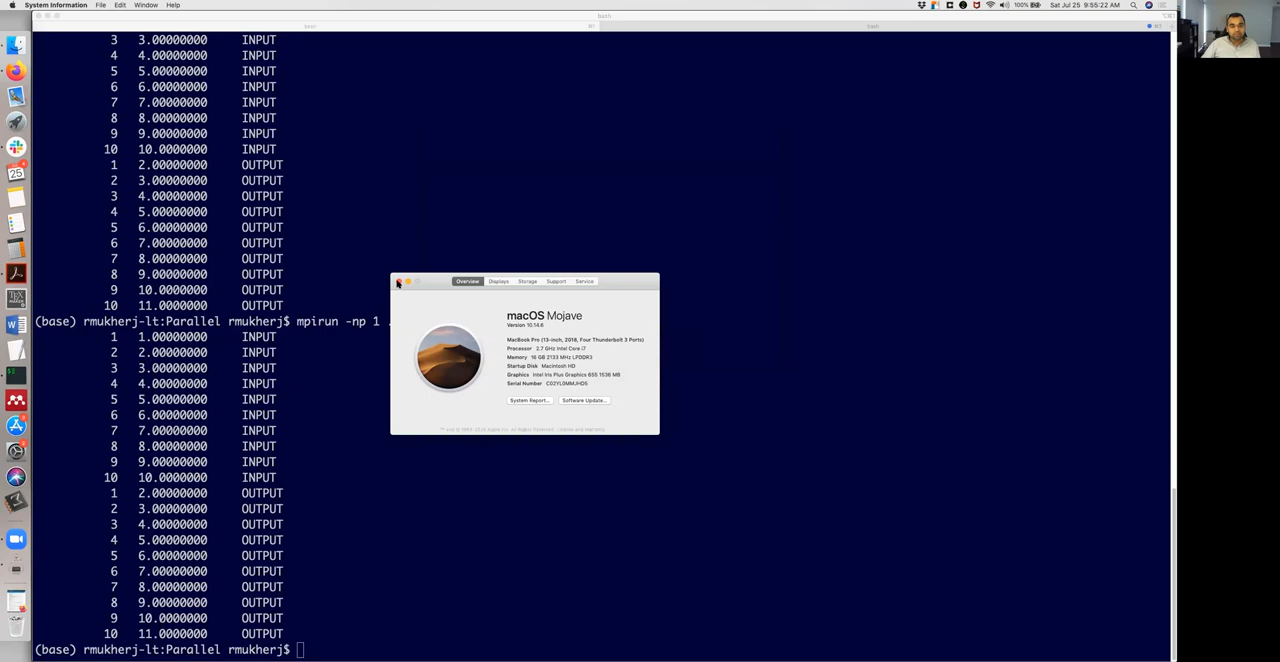 System Information File Edit Window Help
100% Sat Jul 25 9:55:22 AM
bash
bash
bash
3 3.00000000 INPUT
4 4.00000000 INPUT
5 5.00000000 INPUT
6 6.00000000 INPUT
7 7.00000000 INPUT
8 8.00000000 INPUT
9 9.00000000 INPUT
10 10.0000000 INPUT
1 2.00000000 OUTPUT
2 3.00000000 OUTPUT
3 4.00000000 OUTPUT
4 5.00000000 OUTPUT
5 6.00000000 OUTPUT
6 7.00000000 OUTPUT
7 8.00000000 OUTPUT
8 9.00000000 OUTPUT
9 10.0000000 OUTPUT
10 11.0000000 OUTPUT
(base) rmukherj-lt:Parallel rmukherj$ mpirun -np 1 .
1 1.00000000 INPUT
2 2.00000000 INPUT
3 3.00000000 INPUT
4 4.00000000 INPUT
5 5.00000000 INPUT
6 6.00000000 INPUT
7 7.00000000 INPUT
8 8.00000000 INPUT
9 9.00000000 INPUT
10 10.0000000 INPUT
1 2.00000000 OUTPUT
2 3.00000000 OUTPUT
3 4.00000000 OUTPUT
4 5.00000000 OUTPUT
5 6.00000000 OUTPUT
6 7.00000000 OUTPUT
7 8.00000000 OUTPUT
8 9.00000000 OUTPUT
9 10.0000000 OUTPUT
10 11.0000000 OUTPUT
(base) rmukherj-lt:Parallel rmukherj$
Overview Displays Storage Support Service
macOS Mojave
Version 10.14.6
MacBook Pro (13-inch, 2018, Four Thunderbolt 3 Ports)
Processor 2.7 GHz Intel Core i7
Memory 16 GB 2133 MHz LPDDR3
Startup Disk Macintosh HD
Graphics Intel Iris Plus Graphics 655 1536 MB
Serial Number C02YL0MMJHD5
System Report... Software Update...
25